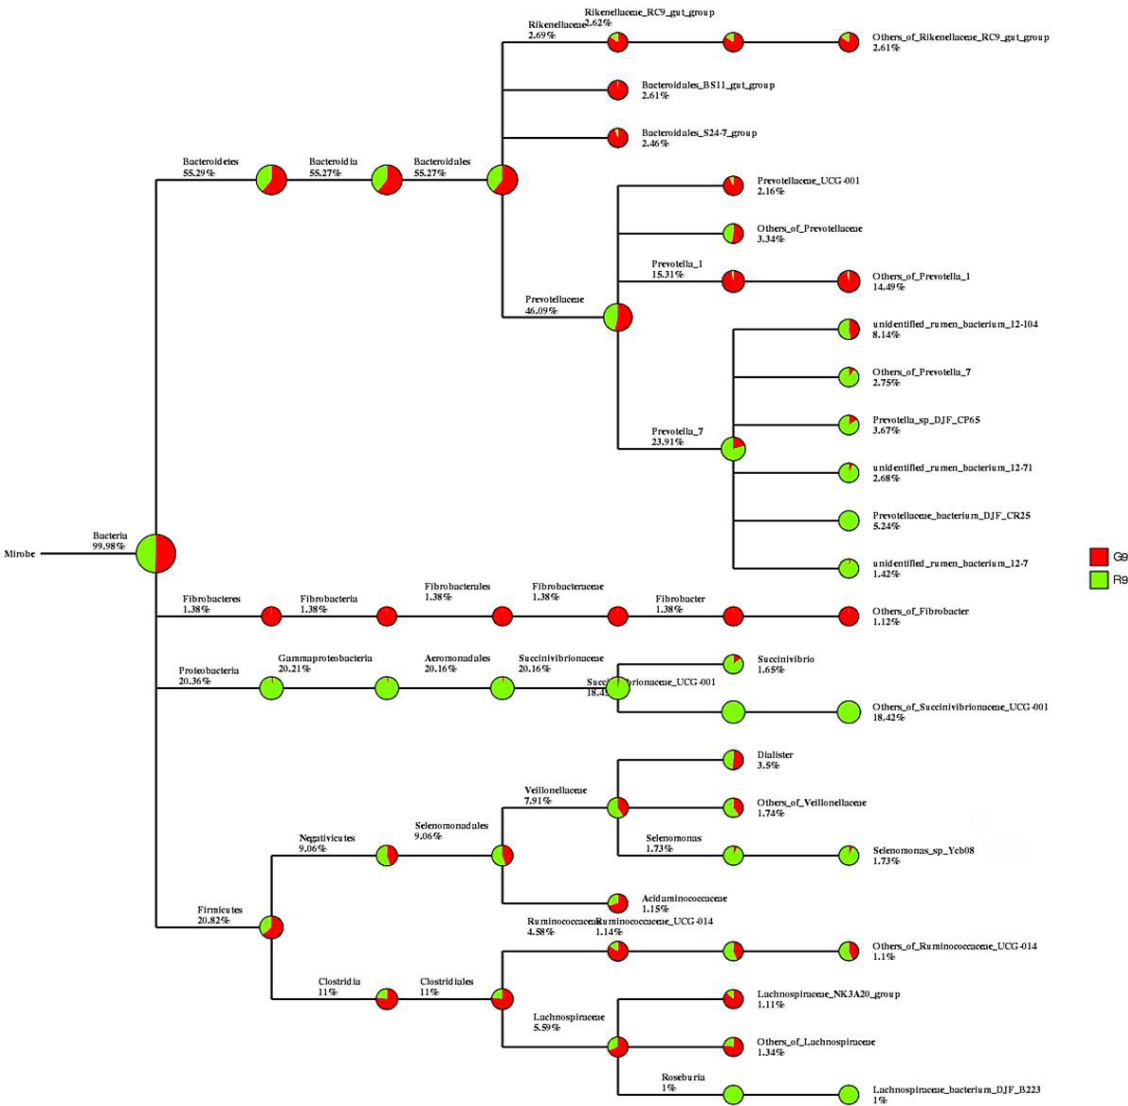 Rikenellaceae_RC9_gut_group
Rikenellaceae 2.62%
2.69%
Others_of_Rikenellaceae_RC9_gut_group
2.61%
Bacteroidales_BS11_gut_group
2.61%
Bacteroidales_S24-7_group
2.46%
Bacteroidetes
55.29%
Bacteroidia
55.27%
Bacteroidales
55.27%
Prevotellaceae_UCG-001
2.16%
Others_of_Prevotellaceae
3.34%
Prevotella_1
15.31%
Others_of_Prevotella_1
14.49%
Prevotellaceae
46.09%
unidentified_rumen_bacterium_12-104
8.14%
Others_of_Prevotella_7
2.75%
Prevotella_sp_DJF_CP65
3.67%
Prevotella_7
23.91%
unidentified_rumen_bacterium_12-71
2.68%
Prevotellaceae_bacterium_DJF_CR25
5.24%
unidentified_rumen_bacterium_12-7
1.42%
Mirobe
Bacteria
99.98%
G9
R9
Fibrobacteres
1.38%
Fibrobacteria
1.38%
Fibrobacterales
1.38%
Fibrobacteraceae
1.38%
Fibrobacter
1.38%
Others_of_Fibrobacter
1.12%
Proteobacteria
20.36%
Gammaproteobacteria
20.21%
Aeromonadales
20.16%
Succinivibrionaceae
20.16%
Succinivibrio
1.65%
Others_of_Succinivibrionaceae_UCG-001
18.42%
Dialister
3.5%
Veillonellaceae
7.91%
Others_of_Veillonellaceae
1.74%
Negativicutes
9.06%
Selenomonadales
9.06%
Selenomonas
1.73%
Selenomonas_sp_Ycb08
1.73%
Acidaminococcaceae
1.15%
Firmicutes
20.82%
Ruminococcaceae
4.58%
Ruminococcaceae_UCG-014
1.14%
Others_of_Ruminococcaceae_UCG-014
1.1%
Clostridia
11%
Clostridiales
11%
Lachnospiraceae_NK3A20_group
1.11%
Lachnospiraceae
5.59%
Others_of_Lachnospiraceae
1.34%
Roseburia
1%
Lachnospiraceae_bacterium_DJF_B223
1%